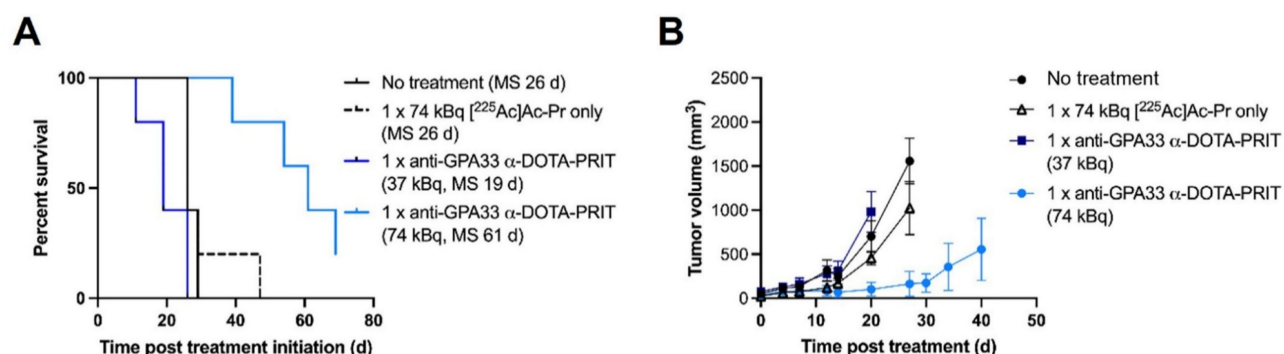 A
B
Percent survival
100
50
0
0 20 40 60 80
Time post treatment initiation (d)
No treatment (MS 26 d)
1 x 74 kBq [²²⁵Ac]Ac-Pr only
(MS 26 d)
1 x anti-GPA33 α-DOTA-PRIT
(37 kBq, MS 19 d)
1 x anti-GPA33 α-DOTA-PRIT
(74 kBq, MS 61 d)
Tumor volume (mm³)
2500
2000
1500
1000
500
0
0 10 20 30 40 50
Time post treatment (d)
No treatment
1 x 74 kBq [²²⁵Ac]Ac-Pr only
1 x anti-GPA33 α-DOTA-PRIT
(37 kBq)
1 x anti-GPA33 α-DOTA-PRIT
(74 kBq)